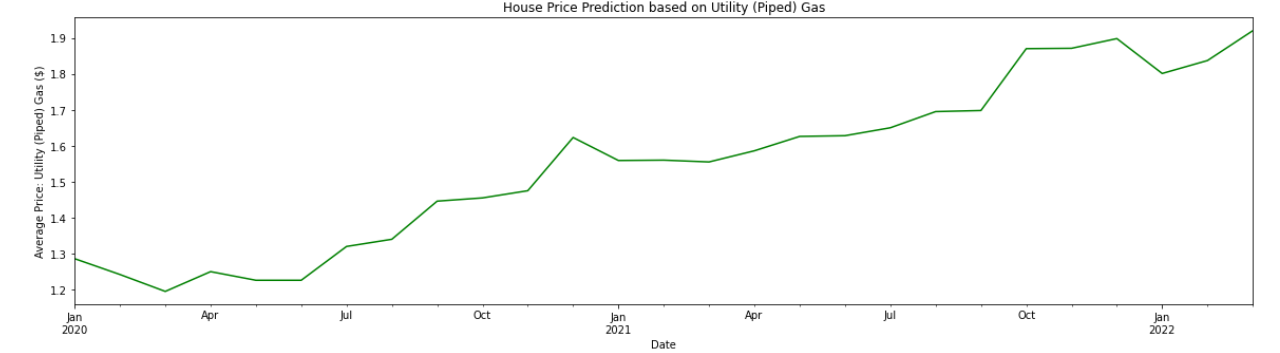 House Price Prediction based on Utility (Piped) Gas
Average Price: Utility (Piped) Gas ($)
1.9
1.8
1.7
1.6
1.5
1.4
1.3
1.2
Jan Apr Jul Oct Jan Apr Jul Oct Jan
2020 2021 2022
Date